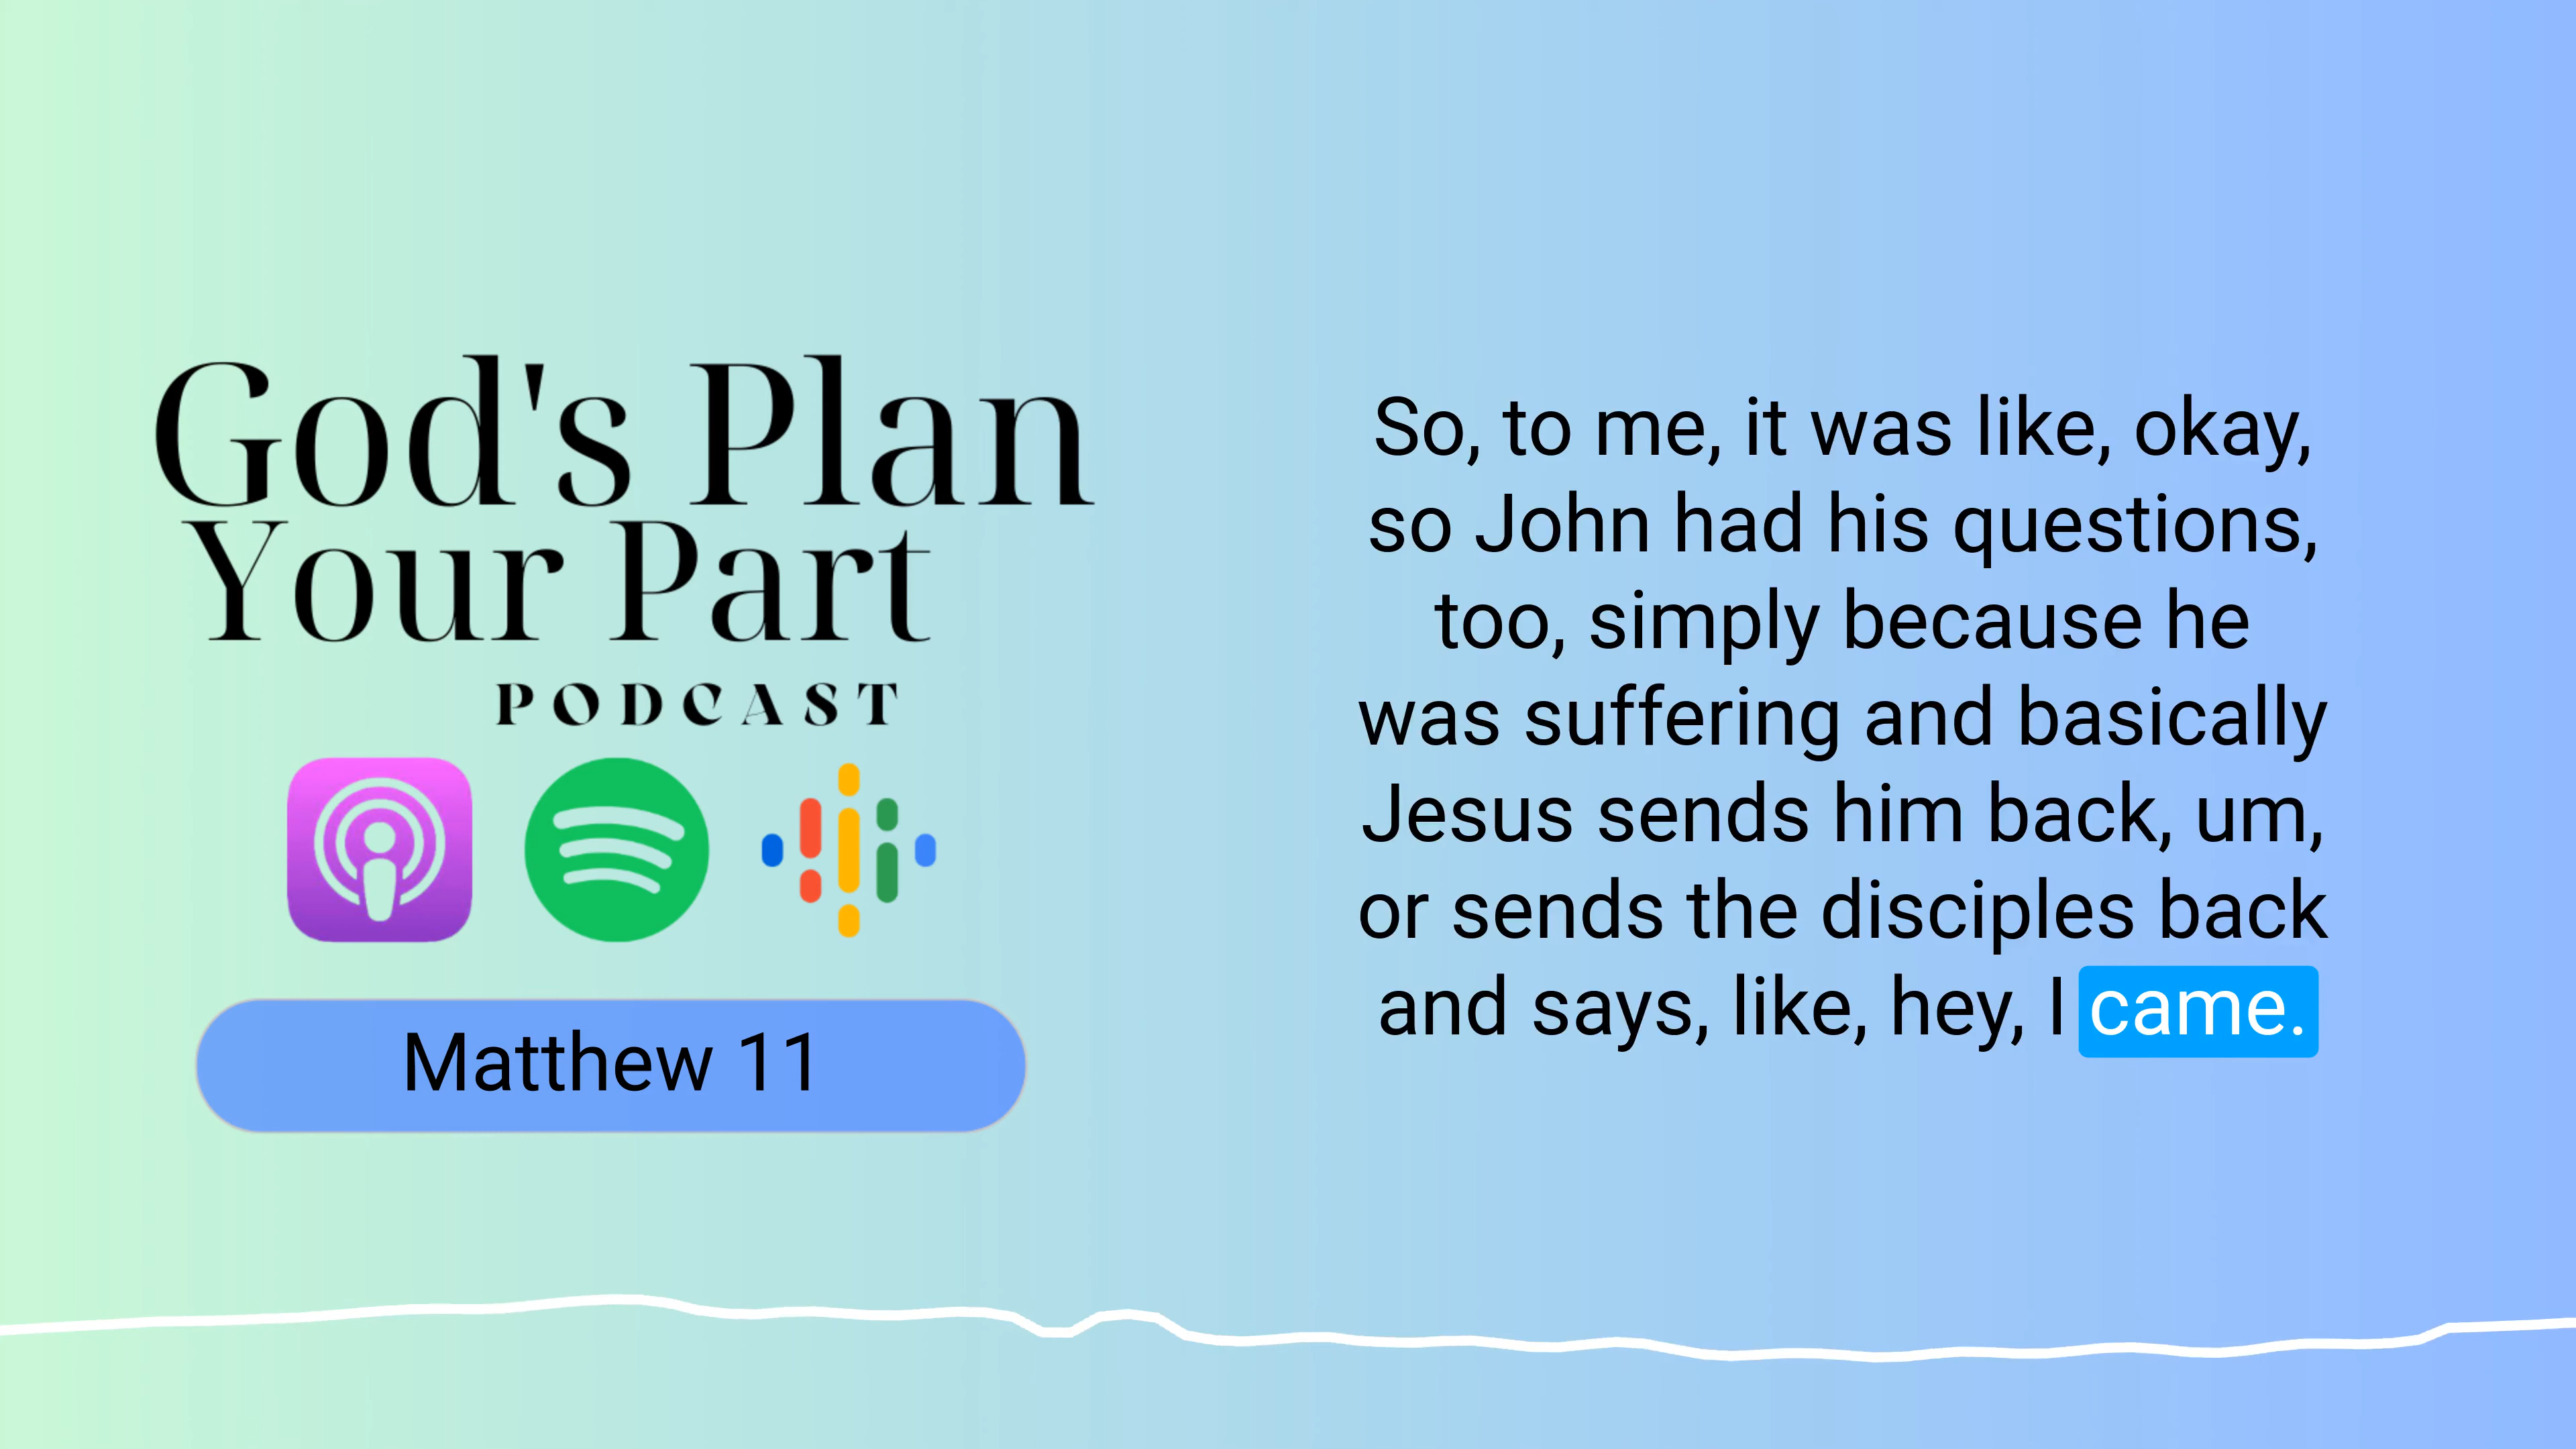 God's Plan
Your Part
PODCAST
Matthew 11
So, to me, it was like, okay,
so John had his questions,
too, simply because he
was suffering and basically
Jesus sends him back, um,
or sends the disciples back
and says, like, hey, I came.